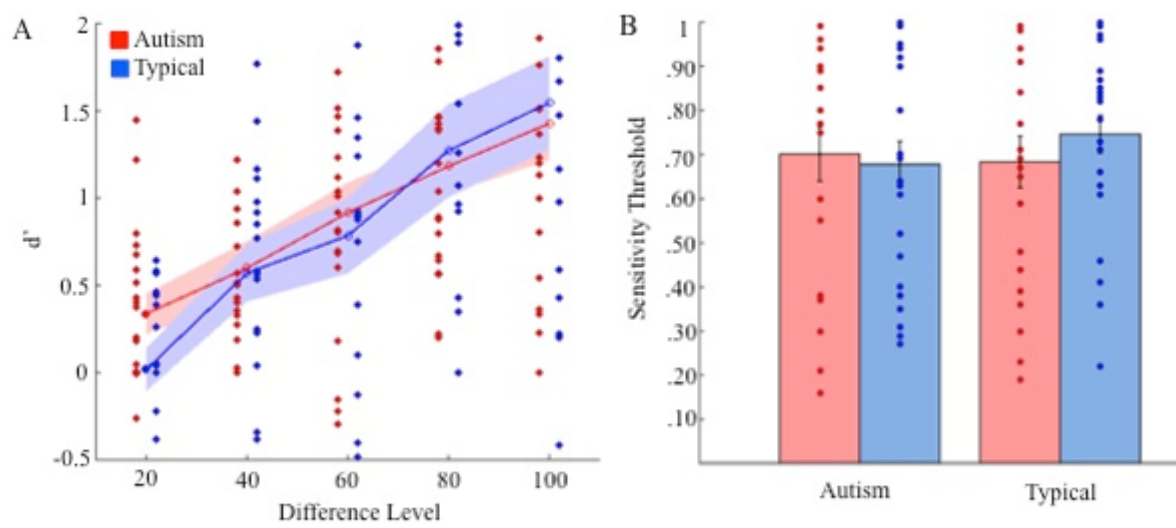 A
Autism
Typical
2
1.5
1
0.5
0
-0.5
d`
20 40 60 80 100
Difference Level
B
1
.90
.80
.70
.60
.50
.40
.30
.20
.10
Sensitivity Threshold
Autism Typical